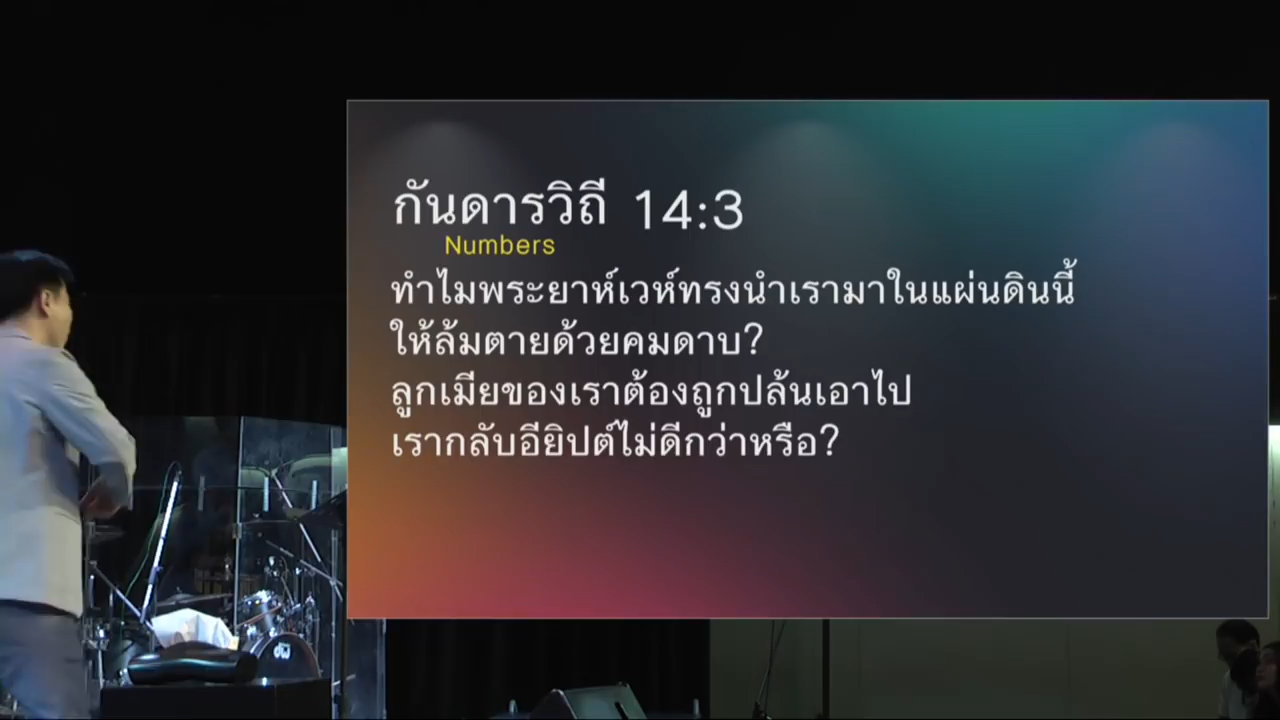 กันดารวิถี 14:3
Numbers
ทำไมพระยาห์เวห์ทรงนำเรามาในแผ่นดินนี้
ให้ล้มตายด้วยคมดาบ?
ลูกเมียของเราต้องถูกปล้นเอาไป
เรากลับอียิปต์ไม่ดีกว่าหรือ?
dw